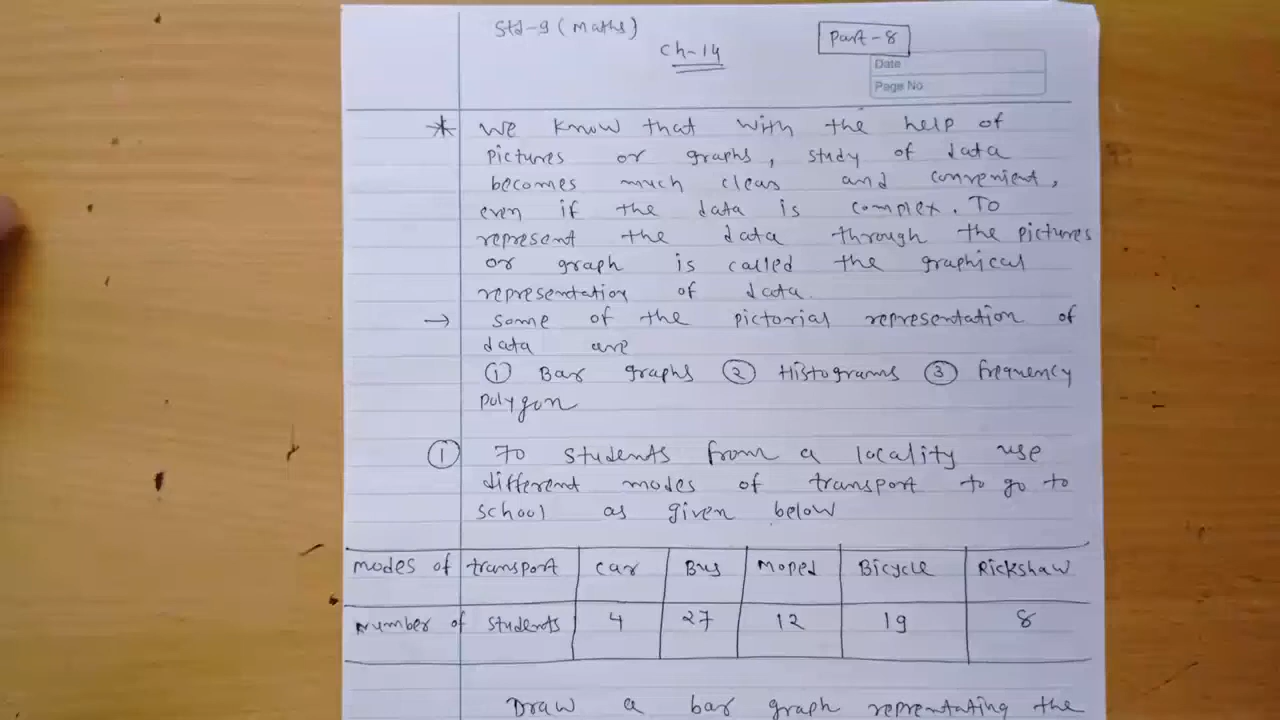 Std-9 (Maths)
Part-8
Ch-14
Date
Page No
* We know that with the help of
pictures or graphs, study of data
becomes much clear and convenient,
even if the data is complex. To
represent the data through the pictures
or graph is called the graphical
representation of data.
→ Some of the pictorial representation of
data are
① Bar graphs ② Histograms ③ frequency
polygon
① 70 students from a locality use
different modes of transport to go to
school as given below
Modes of transport Car Bus Moped Bicycle Rickshaw
Number of students 4 27 12 19 8
Draw a bar graph reprentating the